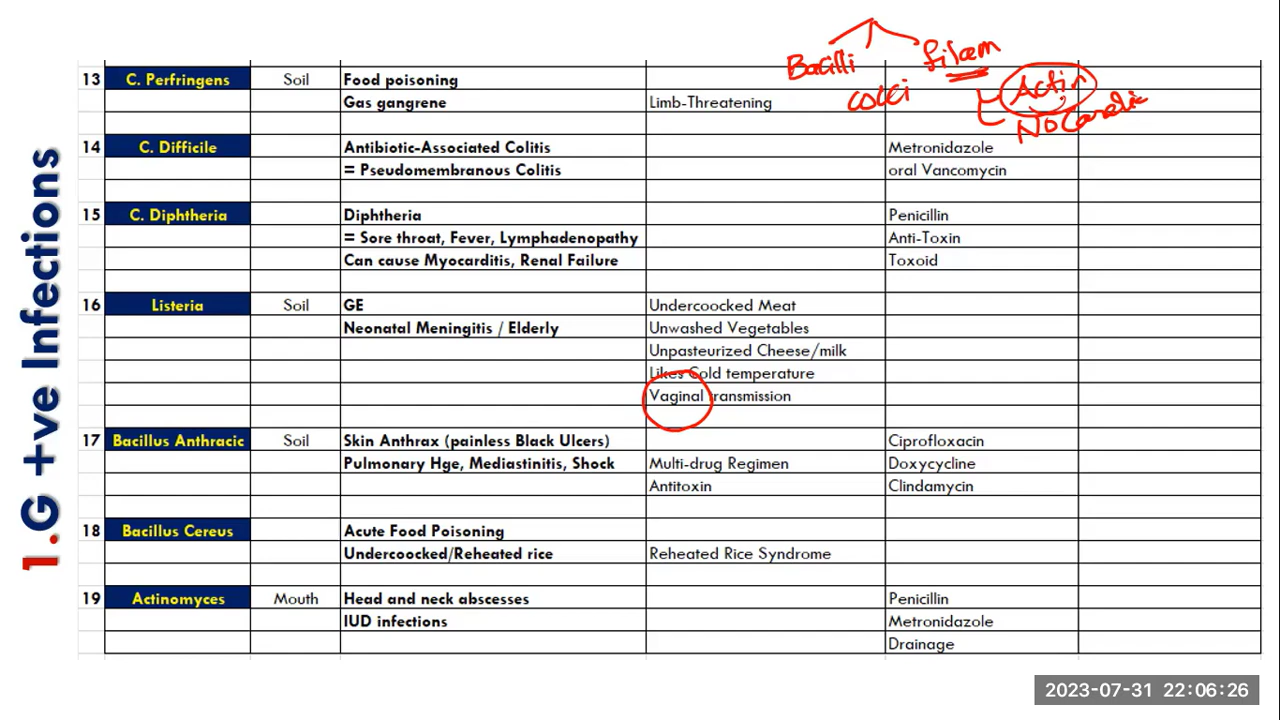 Bacilli
filam
cocci
Actin
Nocardia
1.G +ve Infections
13 C. Perfringens Soil Food poisoning
Gas gangrene Limb-Threatening
14 C. Difficile Antibiotic-Associated Colitis Metronidazole
= Pseudomembranous Colitis oral Vancomycin
15 C. Diphtheria Diphtheria Penicillin
= Sore throat, Fever, Lymphadenopathy Anti-Toxin
Can cause Myocarditis, Renal Failure Toxoid
16 Listeria Soil GE Undercoocked Meat
Neonatal Meningitis / Elderly Unwashed Vegetables
Unpasteurized Cheese/milk
Likes Cold temperature
Vaginal transmission
17 Bacillus Anthracic Soil Skin Anthrax (painless Black Ulcers) Ciprofloxacin
Pulmonary Hge, Mediastinitis, Shock Multi-drug Regimen Doxycycline
Antitoxin Clindamycin
18 Bacillus Cereus Acute Food Poisoning
Undercoocked/Reheated rice Reheated Rice Syndrome
19 Actinomyces Mouth Head and neck abscesses Penicillin
IUD infections Metronidazole
Drainage
2023-07-31 22:06:26